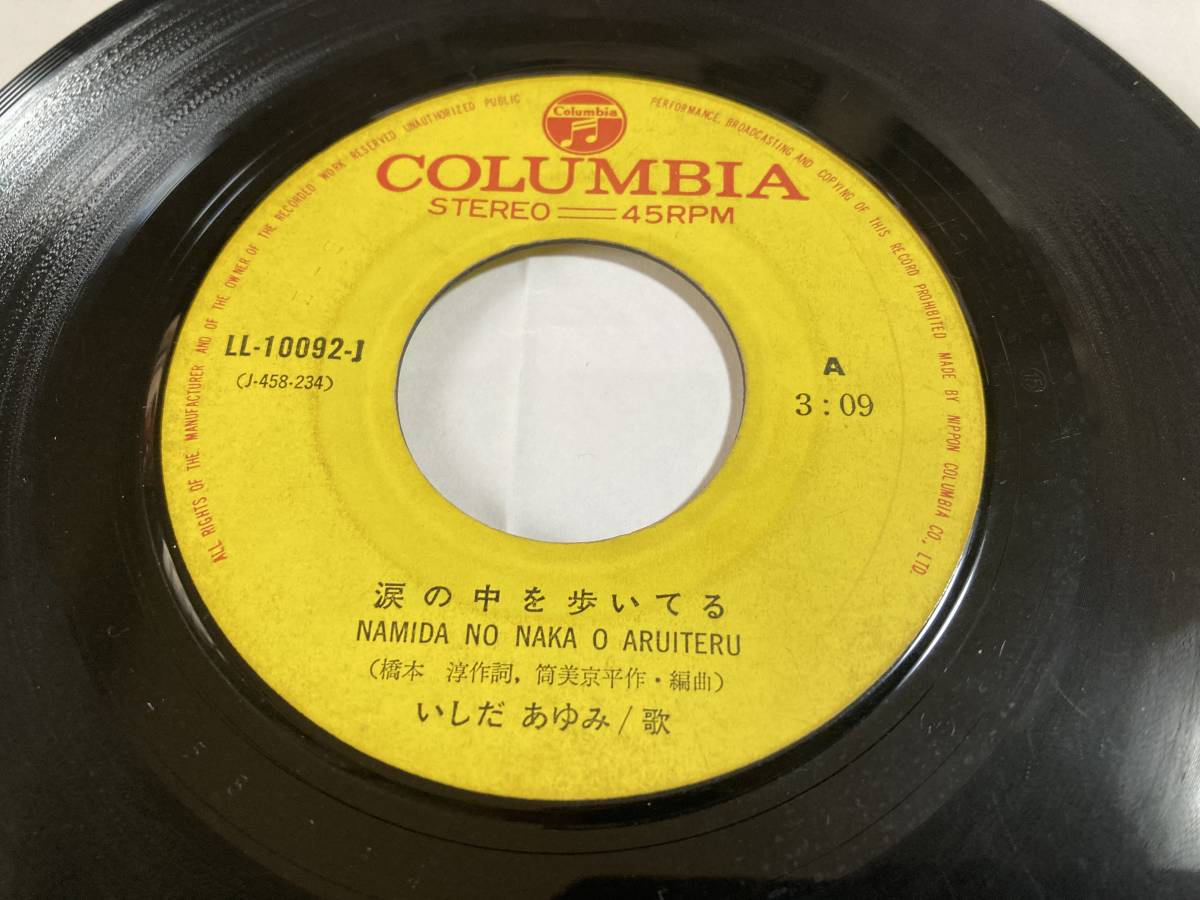 Columbia
COLUMBIA
STEREO 45RPM
ALL RIGHTS OF THE MANUFACTURER AND OF THE OWNER OF THE RECORDED WORK RESERVED UNAUTHORIZED PUBLIC PERFORMANCE, BROADCASTING AND COPYING OF THIS RECORD PROHIBITED MADE BY NIPPON COLUMBIA CO., LTD.
LL-10092-J
(J-458-234)
A
3:09
涙の中を歩いてる
NAMIDA NO NAKA O ARUITERU
(橋本 淳作詞, 筒美京平作・編曲)
いしだ あゆみ/歌